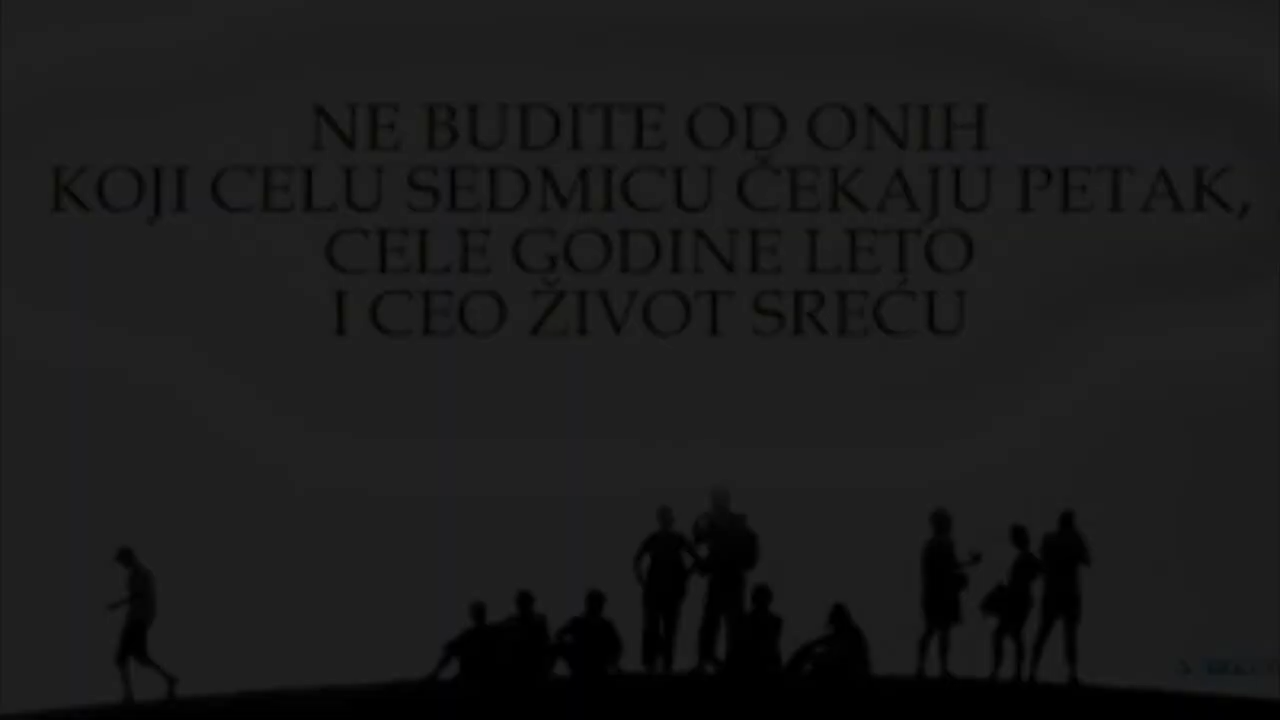 NE BUDITE OD ONIH
KOJI CELU SEDMICU ČEKAJU PETAK,
CELE GODINE LETO
I CEO ŽIVOT SREĆU